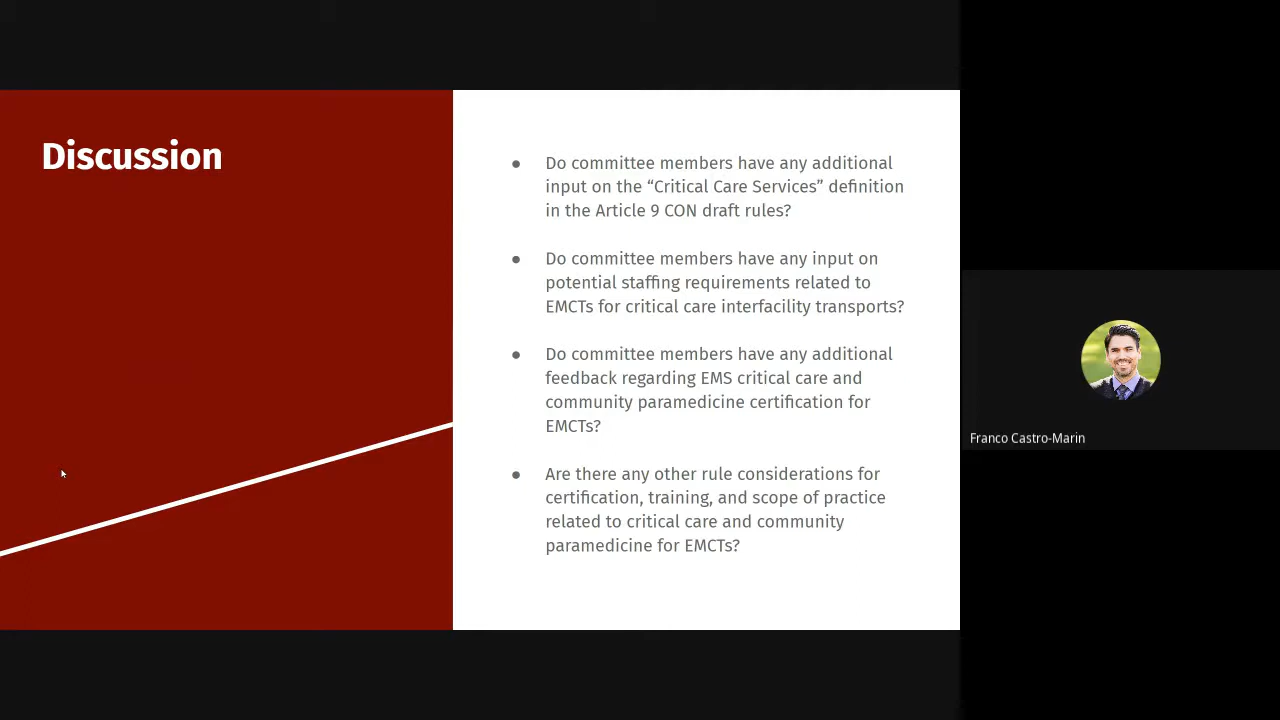 Discussion
● Do committee members have any additional
input on the “Critical Care Services” definition
in the Article 9 CON draft rules?
● Do committee members have any input on
potential staffing requirements related to
EMCTs for critical care interfacility transports?
● Do committee members have any additional
feedback regarding EMS critical care and
community paramedicine certification for
EMCTs?
● Are there any other rule considerations for
certification, training, and scope of practice
related to critical care and community
paramedicine for EMCTs?
Franco Castro-Marin